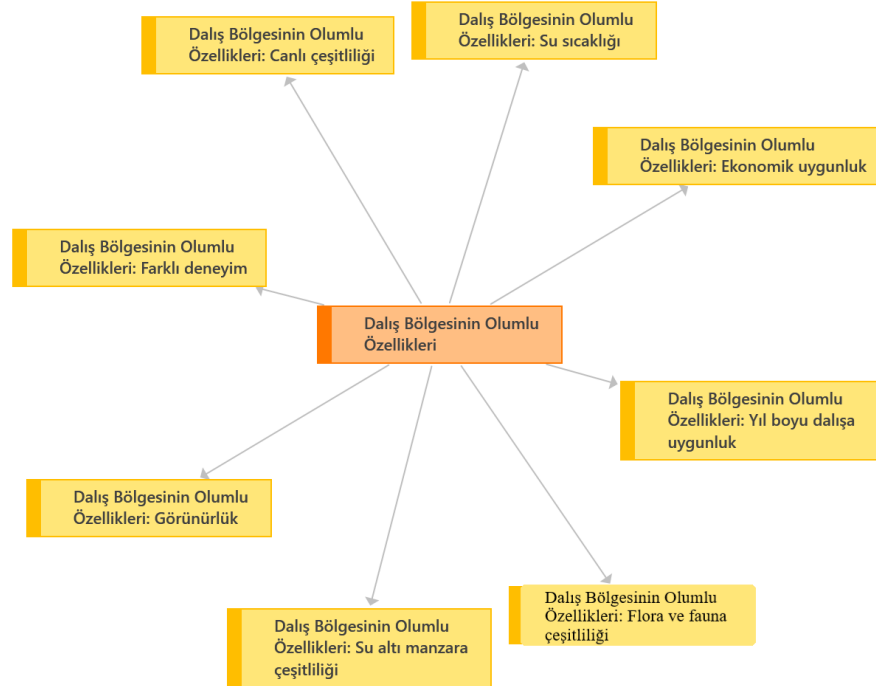 Dalış Bölgesinin Olumlu
Özellikleri: Canlı çeşitliliği
Dalış Bölgesinin Olumlu
Özellikleri: Su sıcaklığı
Dalış Bölgesinin Olumlu
Özellikleri: Ekonomik uygunluk
Dalış Bölgesinin Olumlu
Özellikleri: Farklı deneyim
Dalış Bölgesinin Olumlu
Özellikleri
Dalış Bölgesinin Olumlu
Özellikleri: Yıl boyu dalışa
uygunluk
Dalış Bölgesinin Olumlu
Özellikleri: Görünürlük
Dalış Bölgesinin Olumlu
Özellikleri: Flora ve fauna
çeşitliliği
Dalış Bölgesinin Olumlu
Özellikleri: Su altı manzara
çeşitliliği